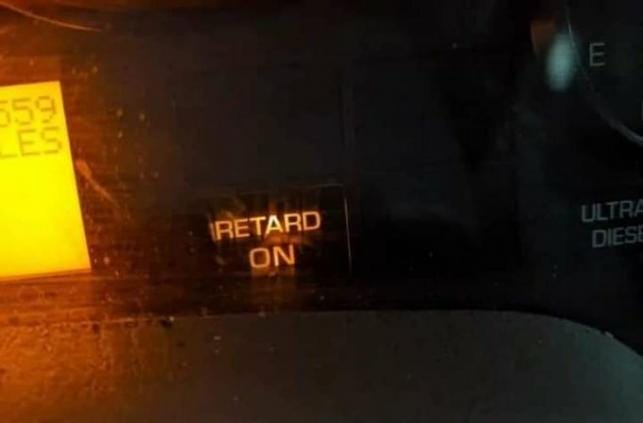 559
LES
RETARD
ON
E
ULTRA
DIESE